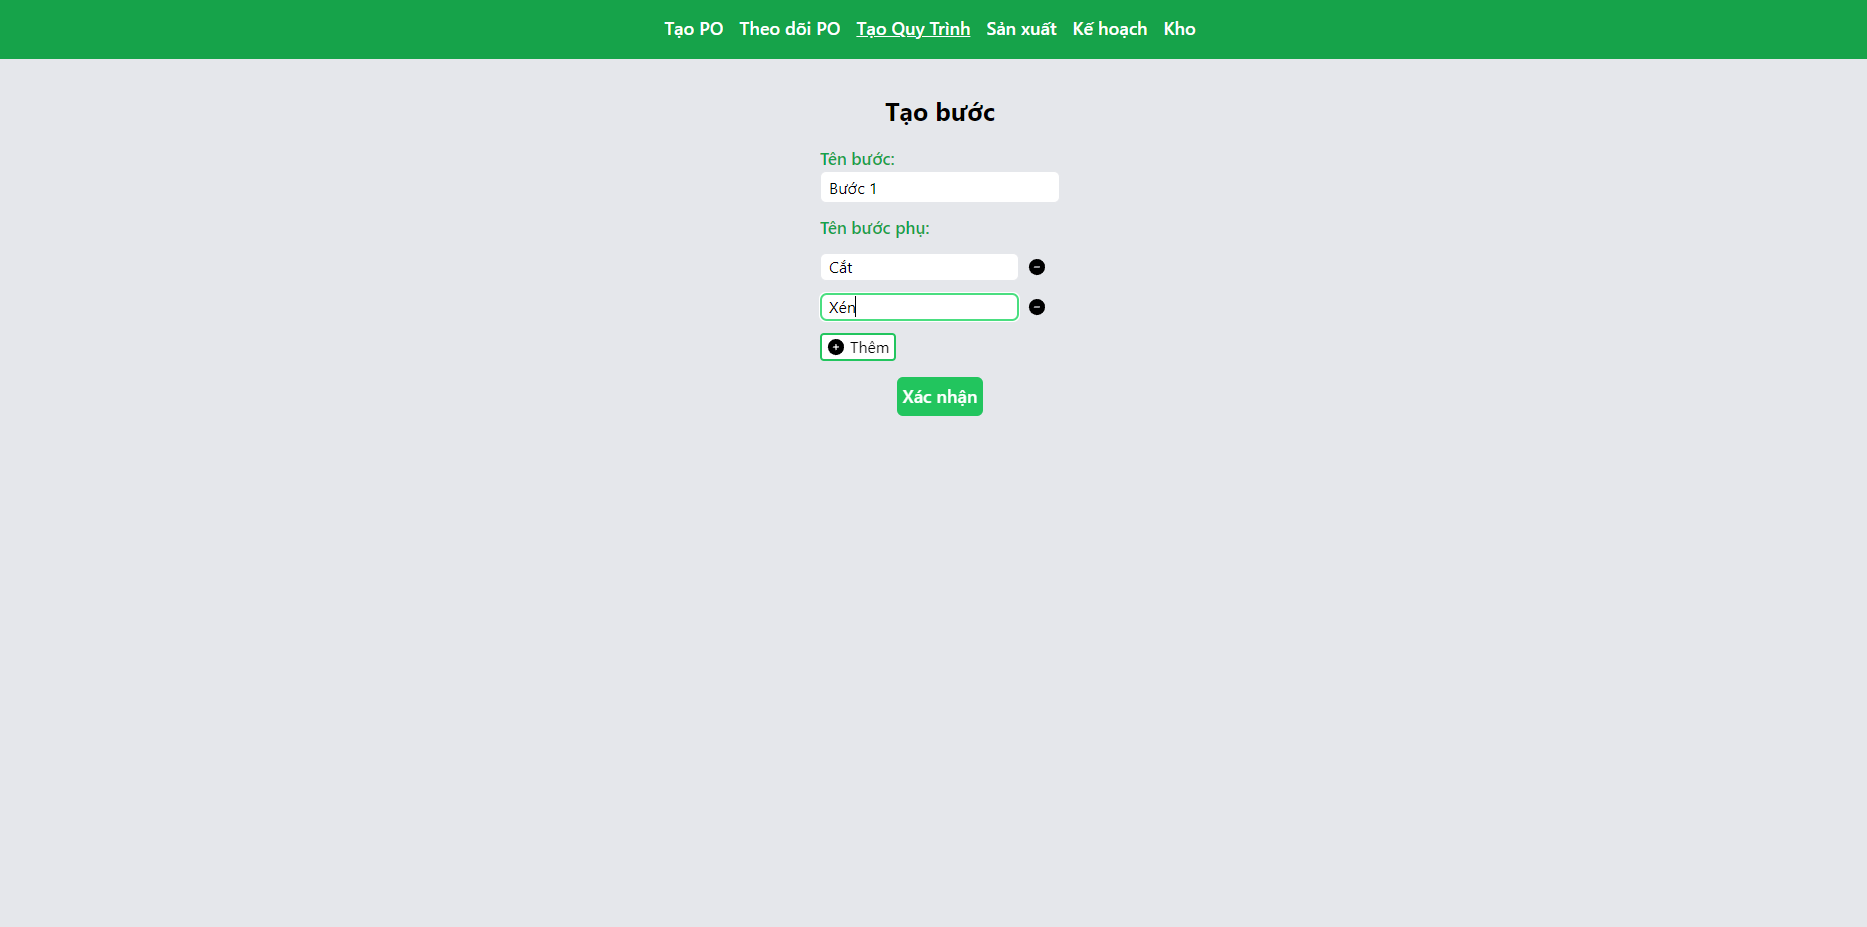 Tạo PO Theo dõi PO Tạo Quy Trình Sản xuất Kế hoạch Kho
Tạo bước
Tên bước:
Bước 1
Tên bước phụ:
Cắt
Xén
Thêm
Xác nhận